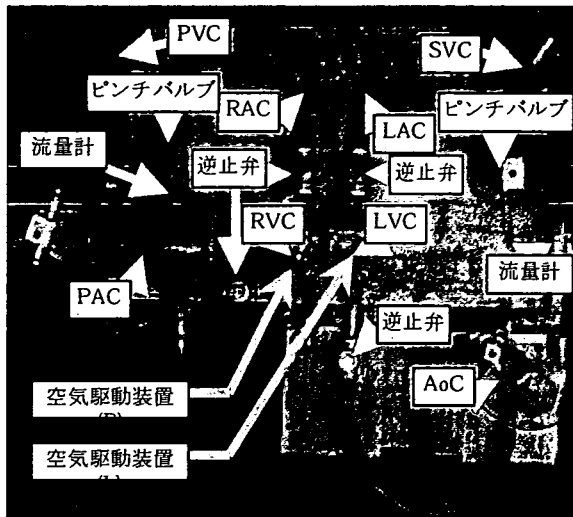 PVC
SVC
ピンチバルブ
RAC
LAC
ピンチバルブ
流量計
逆止弁
逆止弁
RVC
LVC
流量計
PAC
逆止弁
AoC
空気駆動装置
空気駆動装置